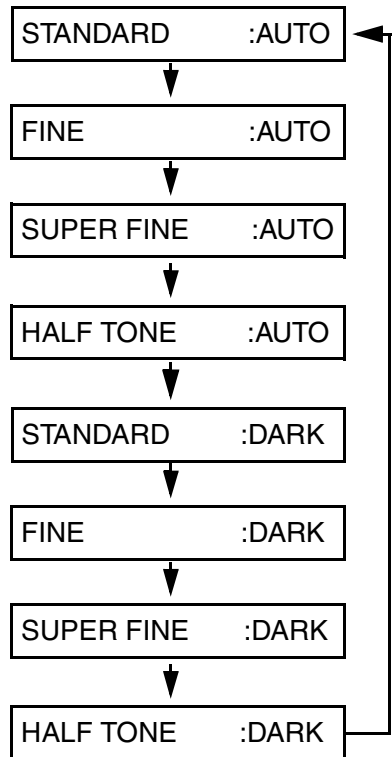 STANDARD :AUTO
FINE :AUTO
SUPER FINE :AUTO
HALF TONE :AUTO
STANDARD :DARK
FINE :DARK
SUPER FINE :DARK
HALF TONE :DARK